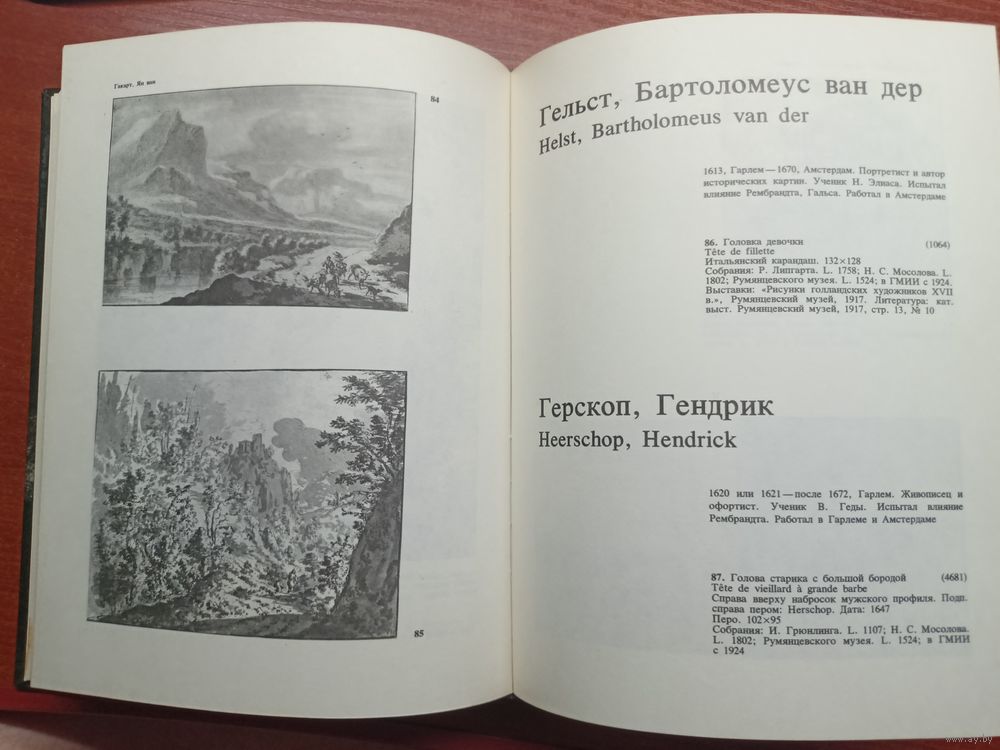 Гакарт, Ян ван
84
85
Гельст, Бартоломеус ван дер
Helst, Bartholomeus van der
1613, Гарлем — 1670, Амстердам. Портретист и автор
исторических картин. Ученик Н. Элиаса. Испытал
влияние Рембрандта, Гальса. Работал в Амстердаме
86. Головка девочки (1064)
Tête de fillette
Итальянский карандаш. 132×128
Собрания: Р. Липгарта. L. 1758; Н. С. Мосолова. L.
1802; Румянцевского музея. L. 1524; в ГМИИ с 1924.
Выставки: «Рисунки голландских художников XVII
в.», Румянцевский музей, 1917. Литература: кат.
выст. Румянцевский музей, 1917, стр. 13, № 10
Герскоп, Гендрик
Heerschop, Hendrick
1620 или 1621 — после 1672, Гарлем. Живописец и
офортист. Ученик В. Геды. Испытал влияние
Рембрандта. Работал в Гарлеме и Амстердаме
87. Голова старика с большой бородой (4681)
Tête de vieillard à grande barbe
Справа вверху набросок мужского профиля. Подп.
справа пером: Herschop. Дата: 1647
Перо. 102×95
Собрания: И. Грюнлинга. L. 1107; Н. С. Мосолова.
L. 1802; Румянцевского музея. L. 1524; в ГМИИ
с 1924
www.ay.by